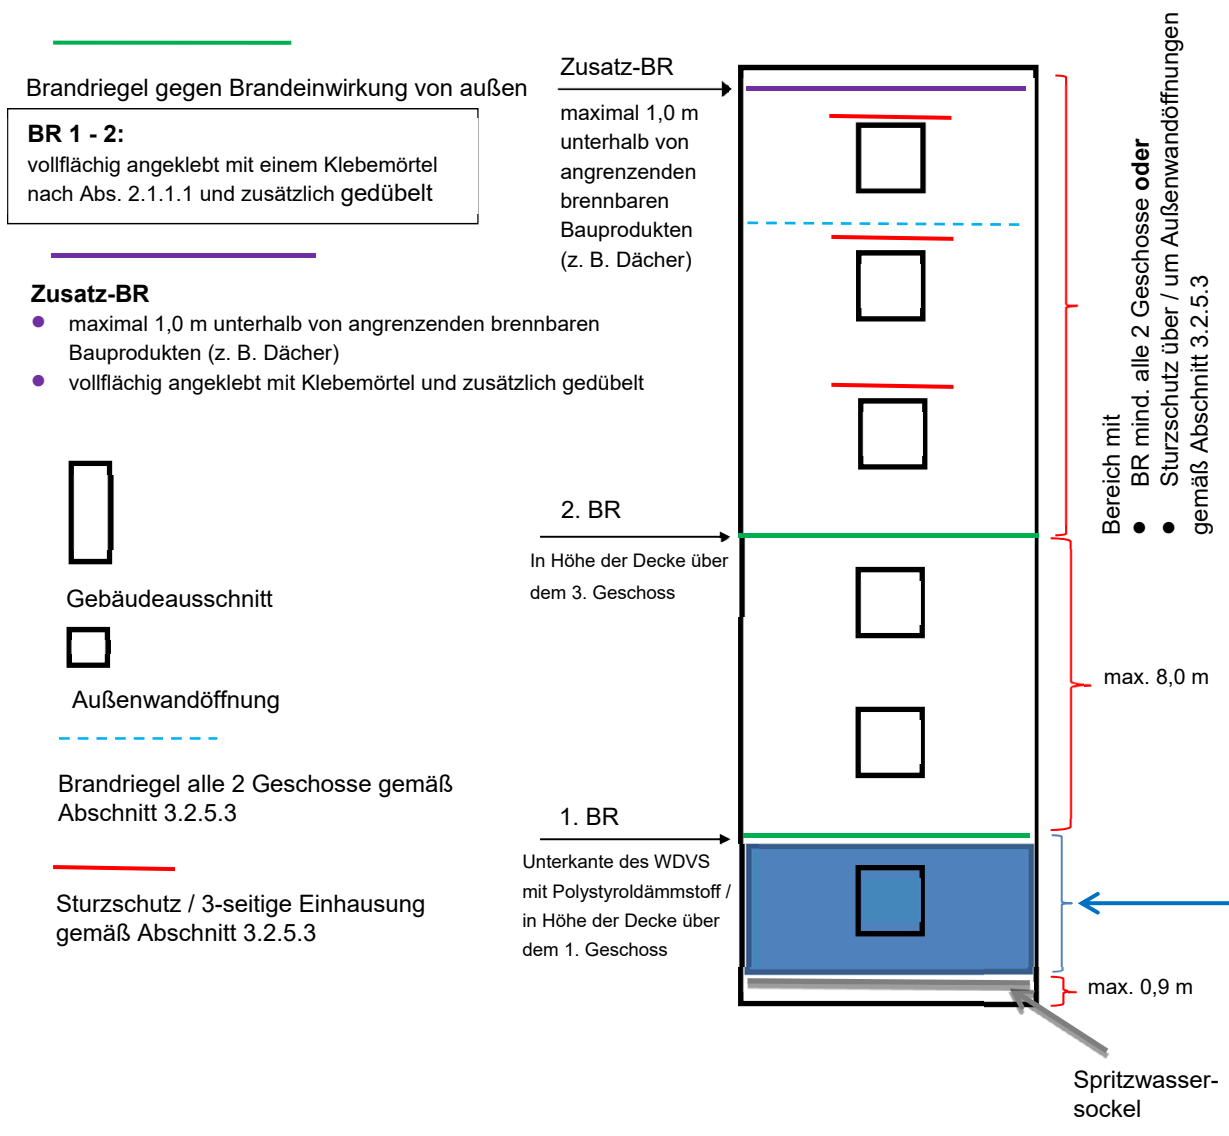 Brandriegel gegen Brandeinwirkung von außen
BR 1 - 2:
vollflächig angeklebt mit einem Klebemörtel
nach Abs. 2.1.1.1 und zusätzlich gedübelt
Zusatz-BR
● maximal 1,0 m unterhalb von angrenzenden brennbaren
Bauprodukten (z. B. Dächer)
● vollflächig angeklebt mit Klebemörtel und zusätzlich gedübelt
Gebäudeausschnitt
Außenwandöffnung
Brandriegel alle 2 Geschosse gemäß
Abschnitt 3.2.5.3
Sturzschutz / 3-seitige Einhausung
gemäß Abschnitt 3.2.5.3
Zusatz-BR
maximal 1,0 m
unterhalb von
angrenzenden
brennbaren
Bauprodukten
(z. B. Dächer)
2. BR
In Höhe der Decke über
dem 3. Geschoss
1. BR
Unterkante des WDVS
mit Polystyroldämmstoff /
in Höhe der Decke über
dem 1. Geschoss
Bereich mit
● BR mind. alle 2 Geschosse oder
● Sturzschutz über / um Außenwandöffnungen
gemäß Abschnitt 3.2.5.3
max. 8,0 m
max. 0,9 m
Spritzwasser-
sockel